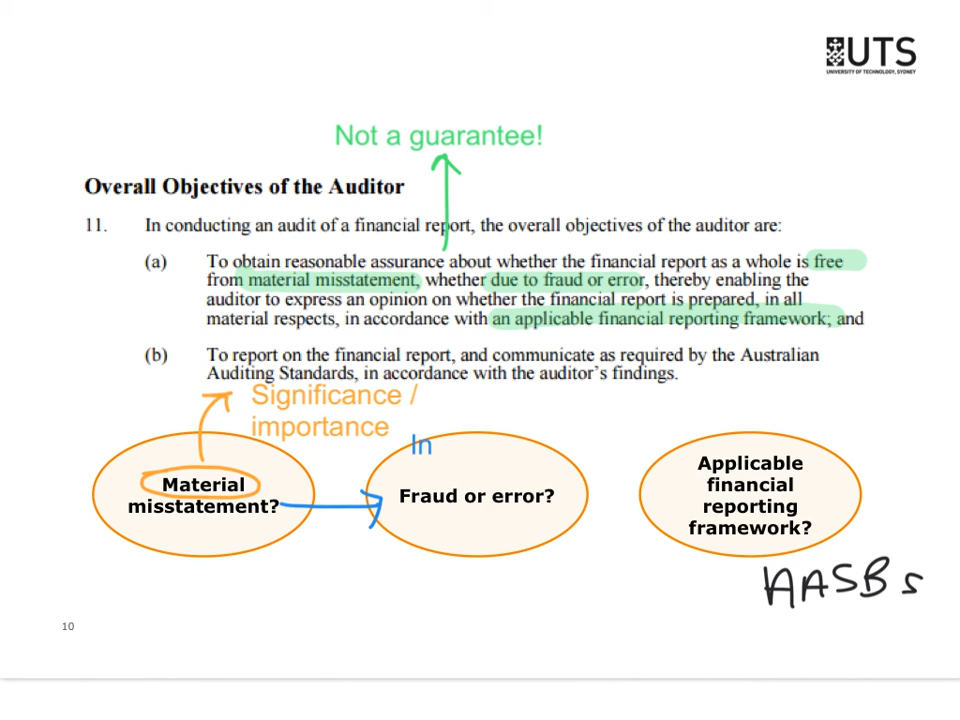 UTS
UNIVERSITY OF TECHNOLOGY, SYDNEY
Not a guarantee!
Overall Objectives of the Auditor
11. In conducting an audit of a financial report, the overall objectives of the auditor are:
(a) To obtain reasonable assurance about whether the financial report as a whole is free
from material misstatement, whether due to fraud or error, thereby enabling the
auditor to express an opinion on whether the financial report is prepared, in all
material respects, in accordance with an applicable financial reporting framework; and
(b) To report on the financial report, and communicate as required by the Australian
Auditing Standards, in accordance with the auditor's findings.
Significance /
importance
In
Material
misstatement?
Fraud or error?
Applicable
financial
reporting
framework?
AASBs
10